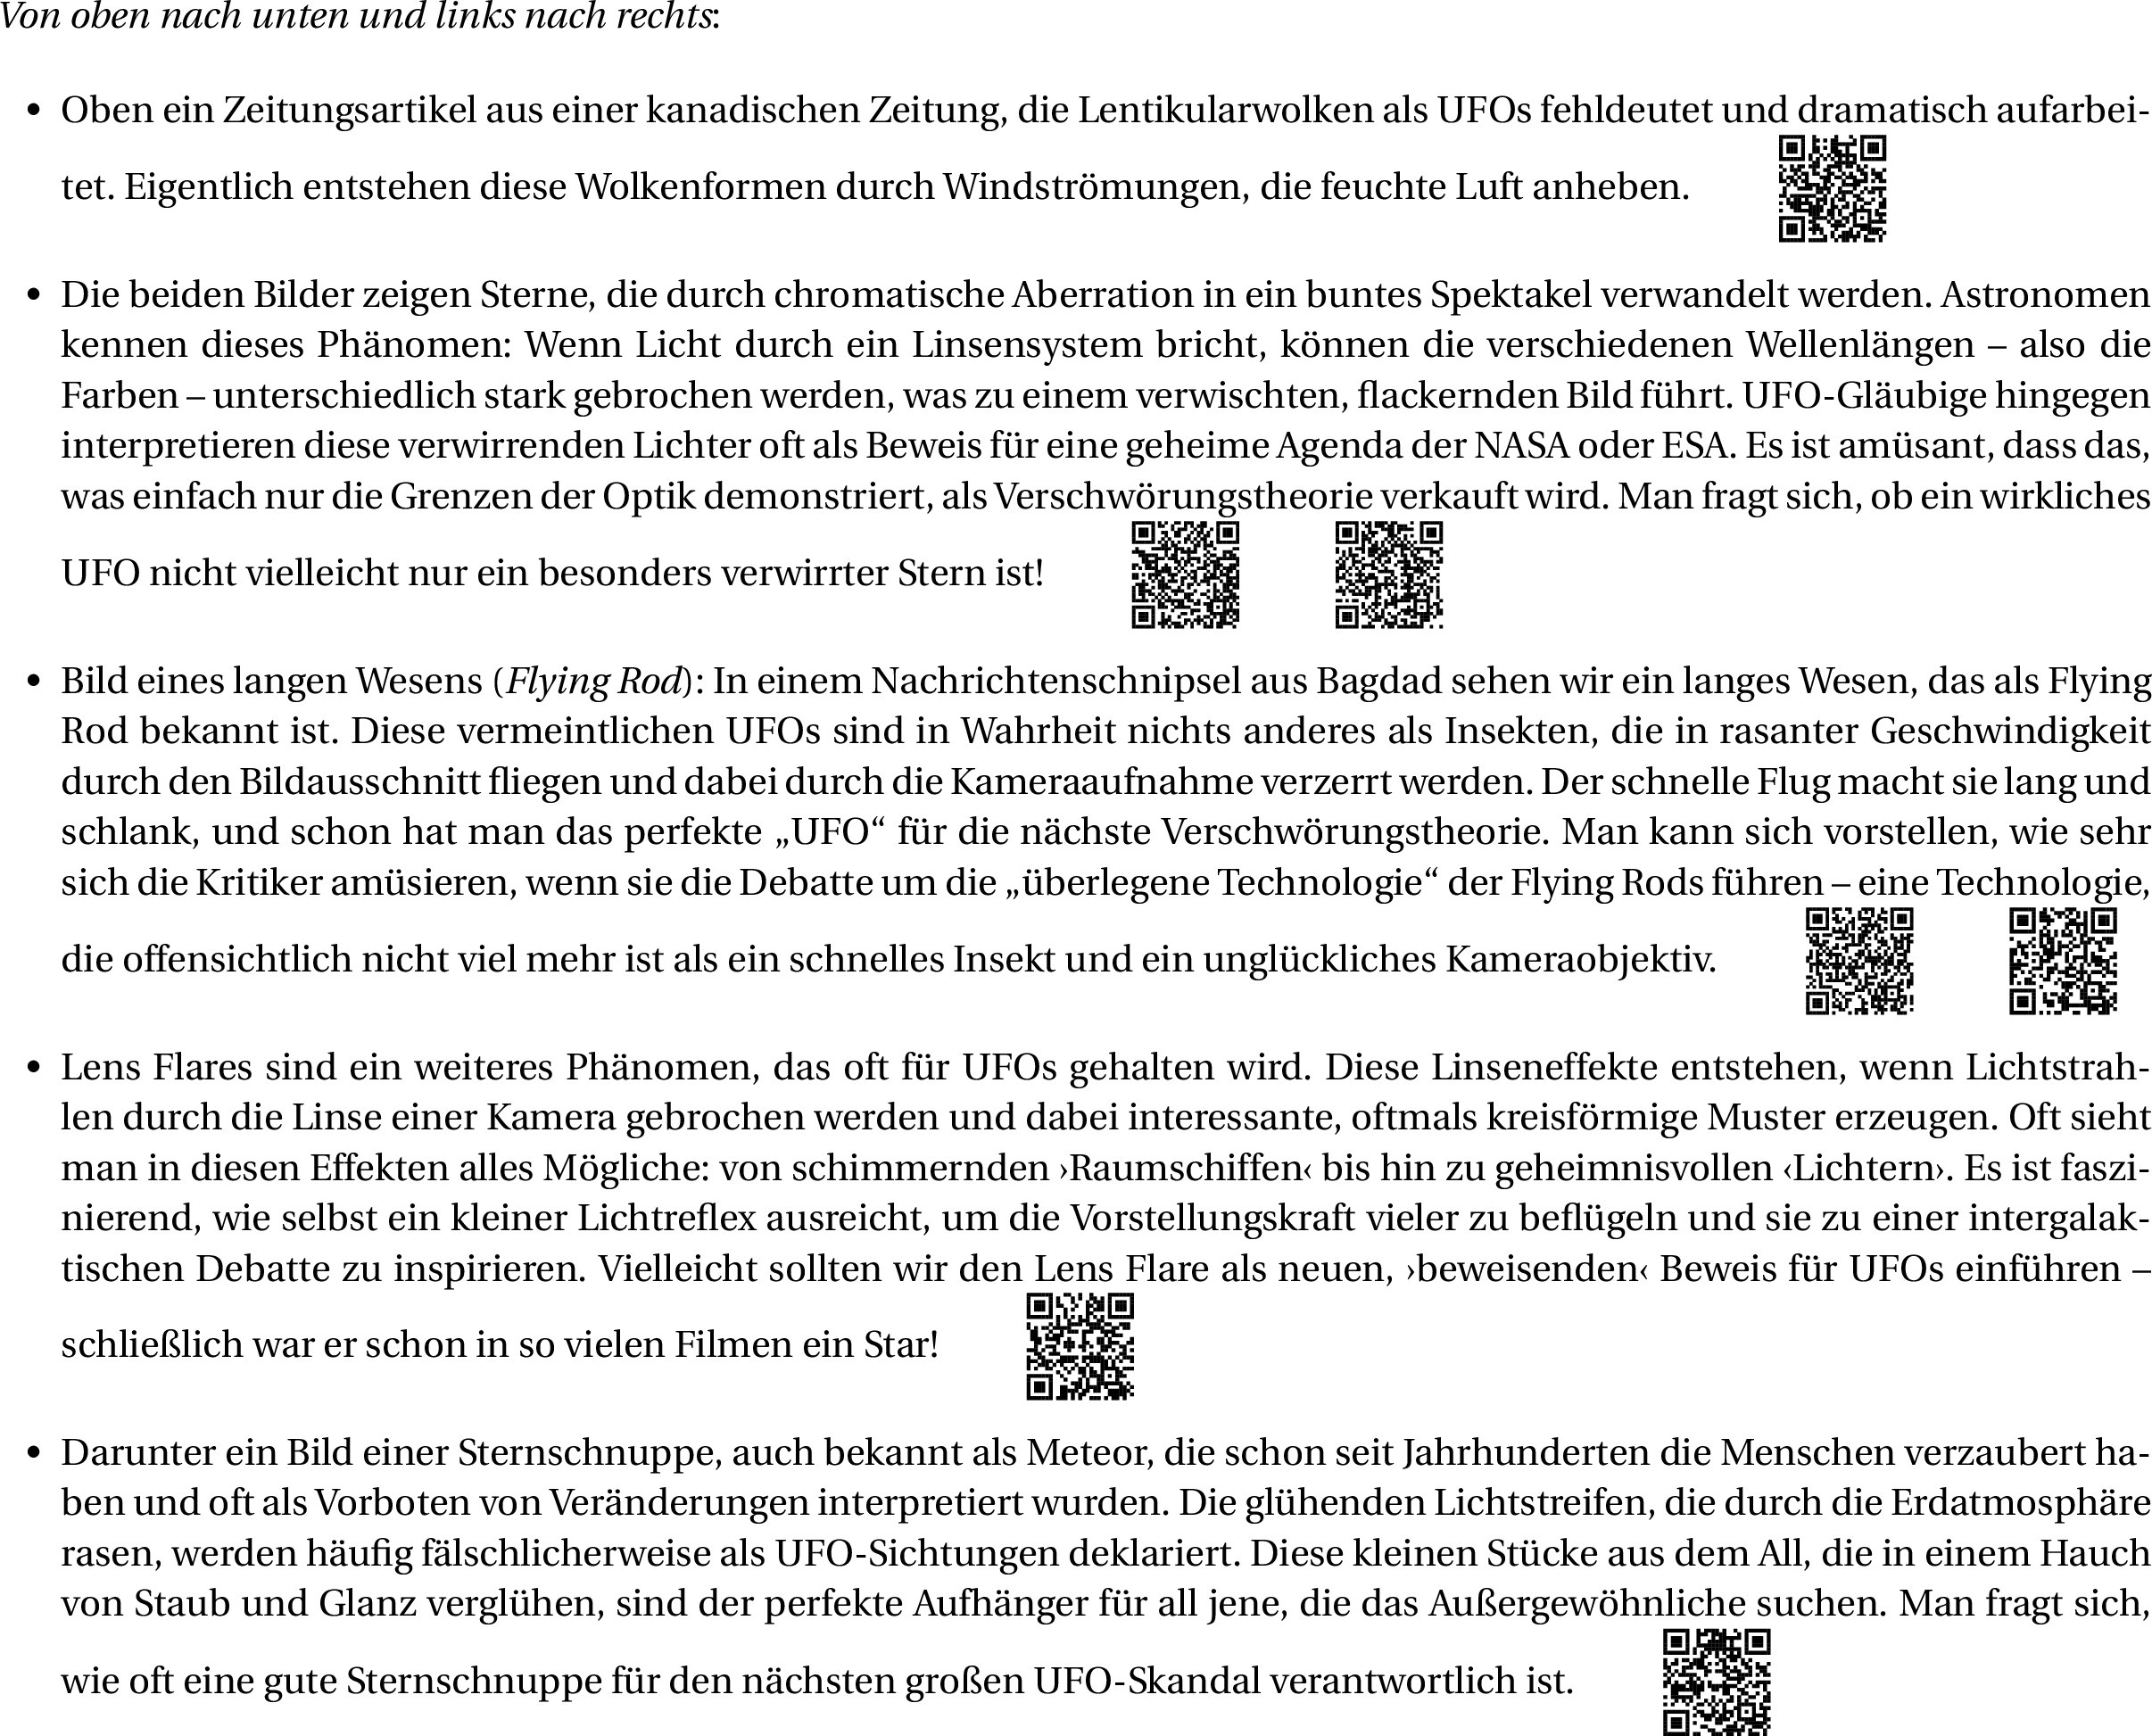 Von oben nach unten und links nach rechts:
• Oben ein Zeitungsartikel aus einer kanadischen Zeitung, die Lentikularwolken als UFOs fehldeutet und dramatisch aufarbei-
tet. Eigentlich entstehen diese Wolkenformen durch Windströmungen, die feuchte Luft anheben.
• Die beiden Bilder zeigen Sterne, die durch chromatische Aberration in ein buntes Spektakel verwandelt werden. Astronomen
kennen dieses Phänomen: Wenn Licht durch ein Linsensystem bricht, können die verschiedenen Wellenlängen – also die
Farben – unterschiedlich stark gebrochen werden, was zu einem verwischten, flackernden Bild führt. UFO-Gläubige hingegen
interpretieren diese verwirrenden Lichter oft als Beweis für eine geheime Agenda der NASA oder ESA. Es ist amüsant, dass das,
was einfach nur die Grenzen der Optik demonstriert, als Verschwörungstheorie verkauft wird. Man fragt sich, ob ein wirkliches
UFO nicht vielleicht nur ein besonders verwirrter Stern ist!
• Bild eines langen Wesens (Flying Rod): In einem Nachrichtenschnipsel aus Bagdad sehen wir ein langes Wesen, das als Flying
Rod bekannt ist. Diese vermeintlichen UFOs sind in Wahrheit nichts anderes als Insekten, die in rasanter Geschwindigkeit
durch den Bildausschnitt fliegen und dabei durch die Kameraaufnahme verzerrt werden. Der schnelle Flug macht sie lang und
schlank, und schon hat man das perfekte „UFO“ für die nächste Verschwörungstheorie. Man kann sich vorstellen, wie sehr
sich die Kritiker amüsieren, wenn sie die Debatte um die „überlegene Technologie“ der Flying Rods führen – eine Technologie,
die offensichtlich nicht viel mehr ist als ein schnelles Insekt und ein unglückliches Kameraobjektiv.
• Lens Flares sind ein weiteres Phänomen, das oft für UFOs gehalten wird. Diese Linseneffekte entstehen, wenn Lichtstrah-
len durch die Linse einer Kamera gebrochen werden und dabei interessante, oftmals kreisförmige Muster erzeugen. Oft sieht
man in diesen Effekten alles Mögliche: von schimmernden ›Raumschiffen‹ bis hin zu geheimnisvollen ‹Lichtern›. Es ist faszi-
nierend, wie selbst ein kleiner Lichtreflex ausreicht, um die Vorstellungskraft vieler zu beflügeln und sie zu einer intergalak-
tischen Debatte zu inspirieren. Vielleicht sollten wir den Lens Flare als neuen, ›beweisenden‹ Beweis für UFOs einführen –
schließlich war er schon in so vielen Filmen ein Star!
• Darunter ein Bild einer Sternschnuppe, auch bekannt als Meteor, die schon seit Jahrhunderten die Menschen verzaubert ha-
ben und oft als Vorboten von Veränderungen interpretiert wurden. Die glühenden Lichtstreifen, die durch die Erdatmosphäre
rasen, werden häufig fälschlicherweise als UFO-Sichtungen deklariert. Diese kleinen Stücke aus dem All, die in einem Hauch
von Staub und Glanz verglühen, sind der perfekte Aufhänger für all jene, die das Außergewöhnliche suchen. Man fragt sich,
wie oft eine gute Sternschnuppe für den nächsten großen UFO-Skandal verantwortlich ist.